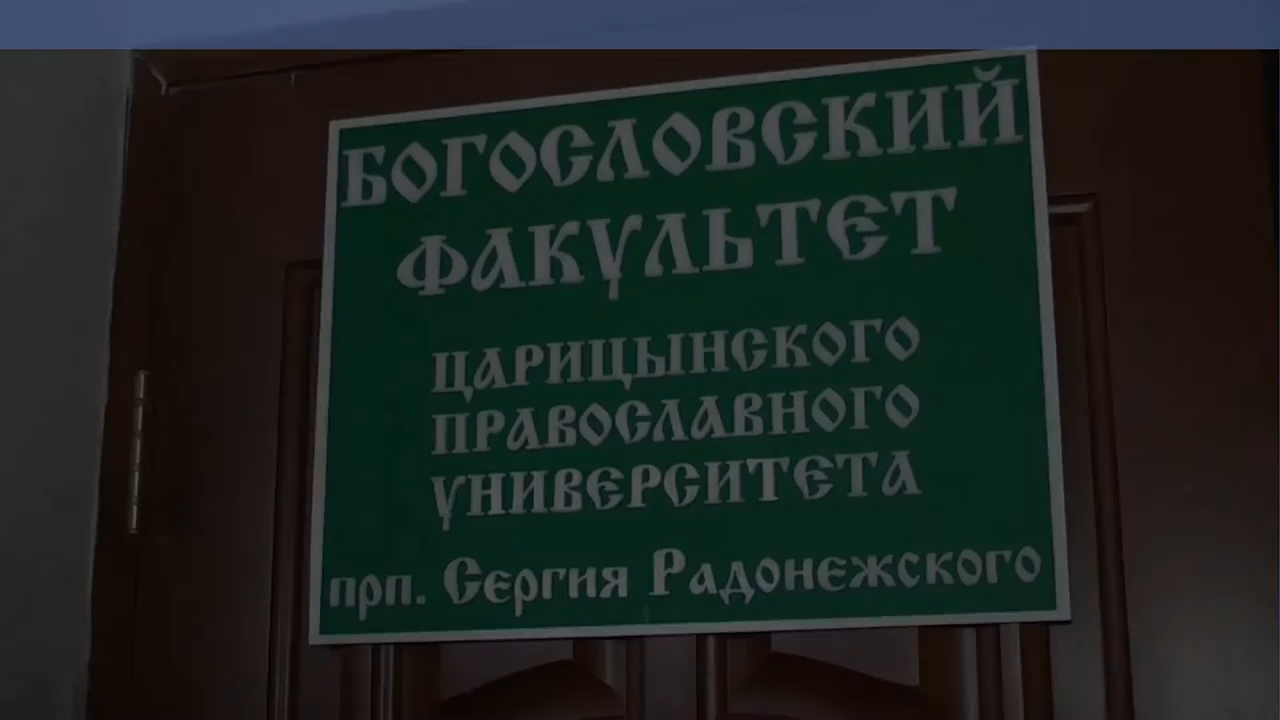 БОГОСЛОВСКИЙ
ФАКУЛЬТЕТ
ЦАРИЦЫНСКОГО
ПРАВОСЛАВНОГО
УНИВЕРСИТЕТА
прп. Сергия Радонежского